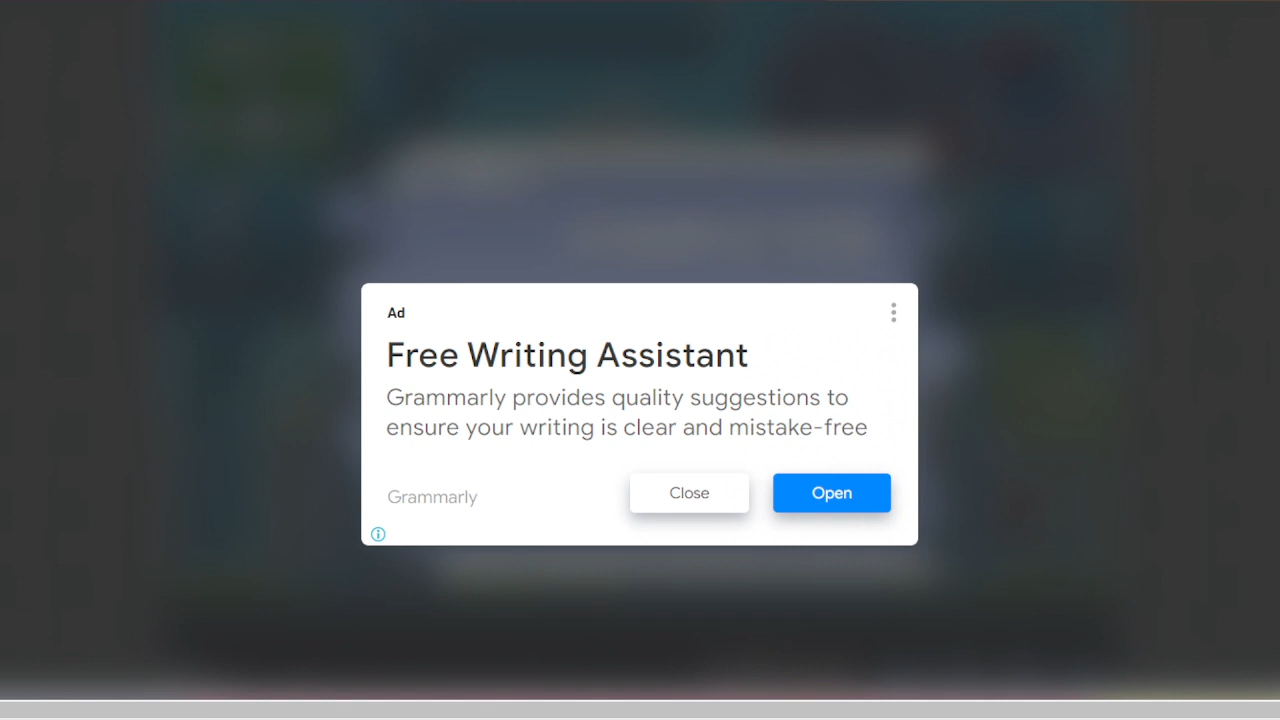 Ad
Free Writing Assistant
Grammarly provides quality suggestions to
ensure your writing is clear and mistake-free
Grammarly
Close
Open